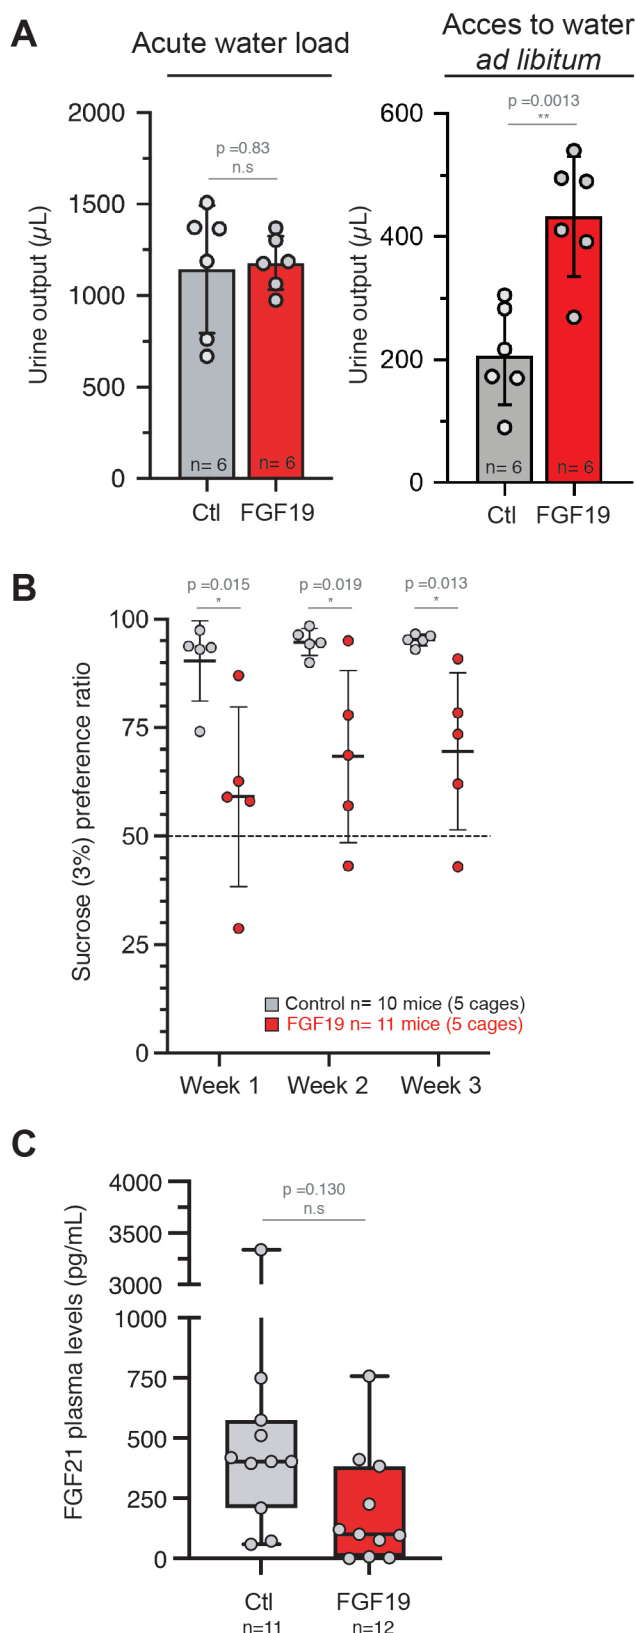 A
Acute water load
Acces to water
ad libitum
p =0.83
n.s
p =0.0013
**
Urine output (µL)
2000
1500
1000
500
0
n= 6
n= 6
Ctl
FGF19
Urine output (µL)
600
400
200
0
n= 6
n= 6
Ctl
FGF19
B
p =0.015
*
p =0.019
*
p =0.013
*
Sucrose (3%) preference ratio
100
75
50
25
0
Control n= 10 mice (5 cages)
FGF19 n= 11 mice (5 cages)
Week 1
Week 2
Week 3
C
p =0.130
n.s
FGF21 plasma levels (pg/mL)
4000
3500
3000
1000
750
500
250
0
Ctl
FGF19
n=11
n=12